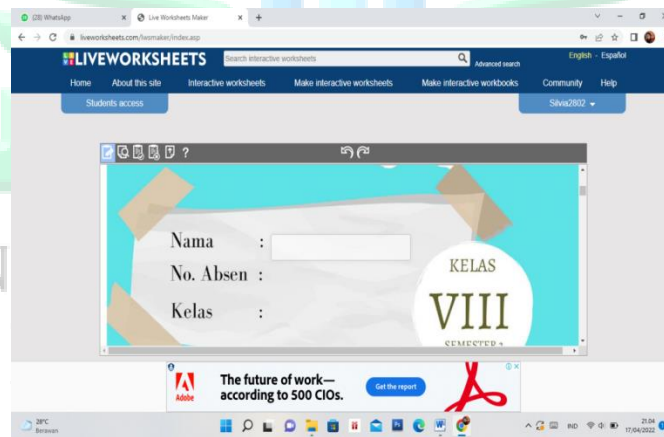 (28) WhatsApp
Live Worksheets Maker
liveworksheets.com/lwsmaker/index.asp
LIVEWORKSHEETS
Search interactive worksheets
Advanced search
English - Español
Home About this site Interactive worksheets Make interactive worksheets Make interactive workbooks Community Help
Students access
Silvia2802
?
Nama :
No. Absen :
Kelas :
KELAS
VIII
SEMESTER 2
Adobe
The future of work—
according to 500 CIOs.
Get the report
28°C
Berawan
IND
21.04
17/04/2022